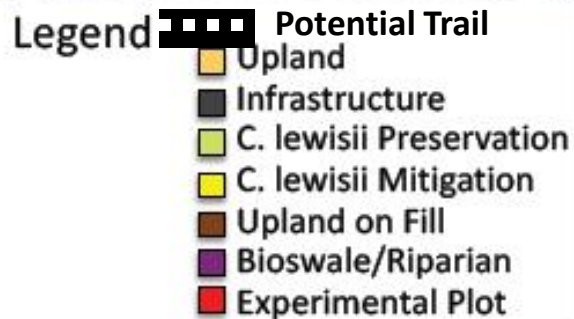 Legend Potential Trail
Upland
Infrastructure
C. lewisii Preservation
C. lewisii Mitigation
Upland on Fill
Bioswale/Riparian
Experimental Plot